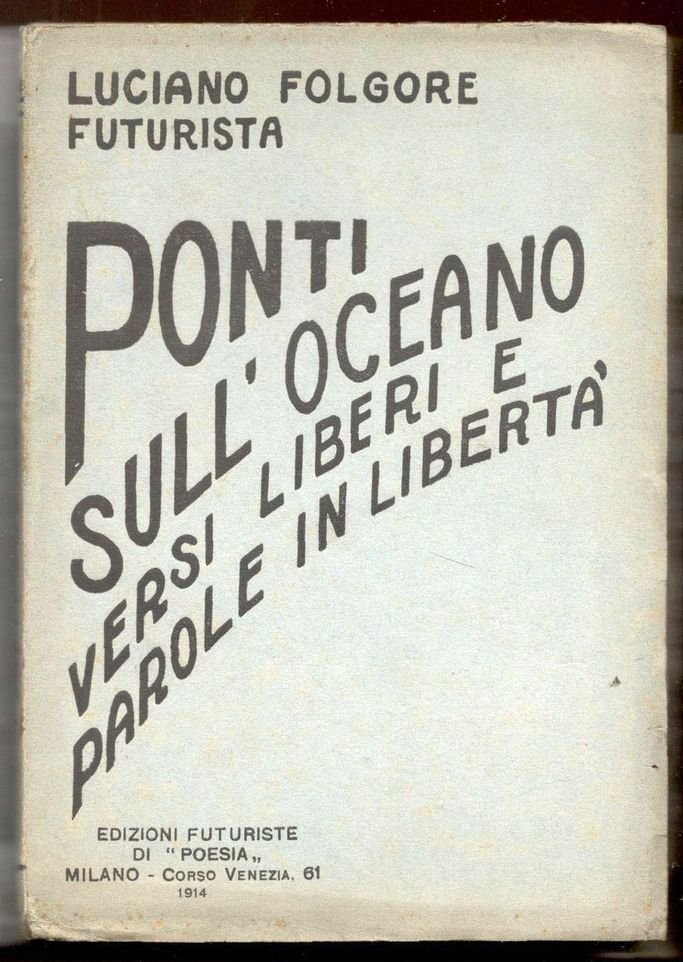 LUCIANO FOLGORE
FUTURISTA
PONTI
SULL' OCEANO
VERSI LIBERI E
PAROLE IN LIBERTÀ
EDIZIONI FUTURISTE
DI “ POESIA „
MILANO - CORSO VENEZIA, 61
1914